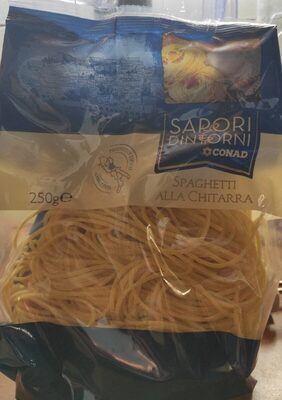 SAPORI
DINTORNI
CONAD
SPAGHETTI
ALLA CHITARRA
250g℮